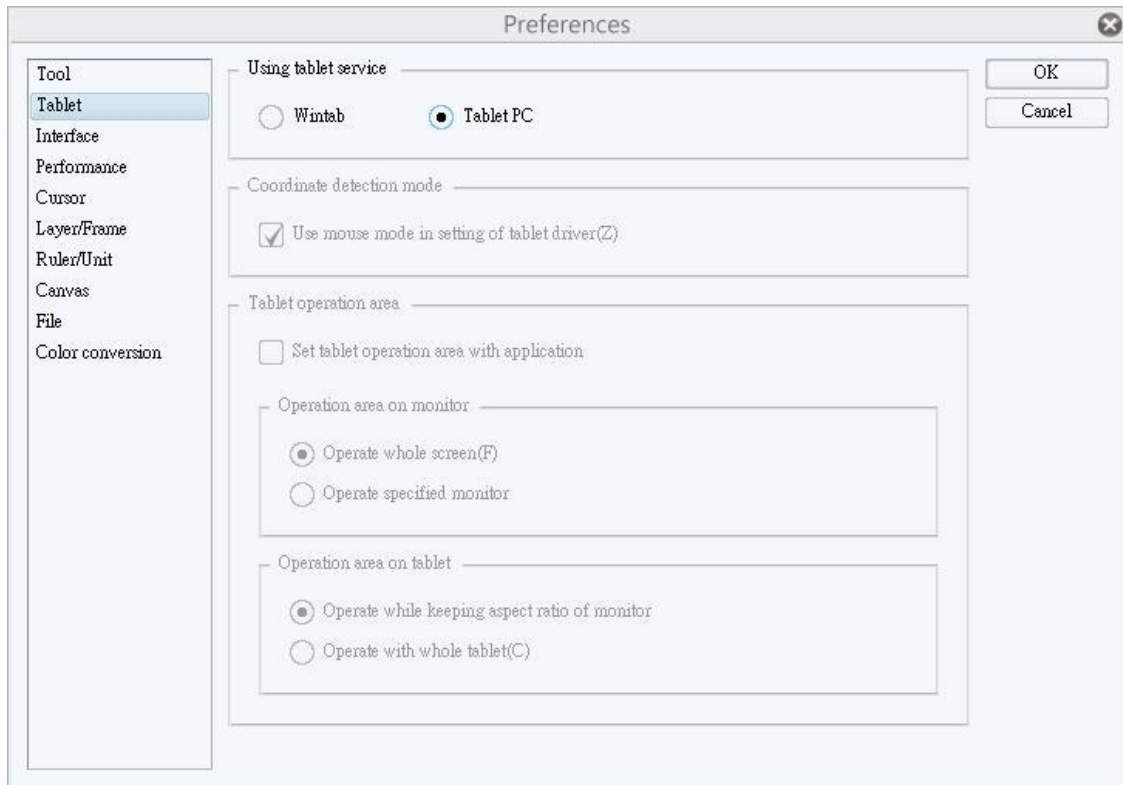 Preferences
Tool
Tablet
Interface
Performance
Cursor
Layer/Frame
Ruler/Unit
Canvas
File
Color conversion
Using tablet service
Wintab Tablet PC
Coordinate detection mode
Use mouse mode in setting of tablet driver(Z)
Tablet operation area
Set tablet operation area with application
Operation area on monitor
Operate whole screen(F)
Operate specified monitor
Operation area on tablet
Operate while keeping aspect ratio of monitor
Operate with whole tablet(C)
OK
Cancel